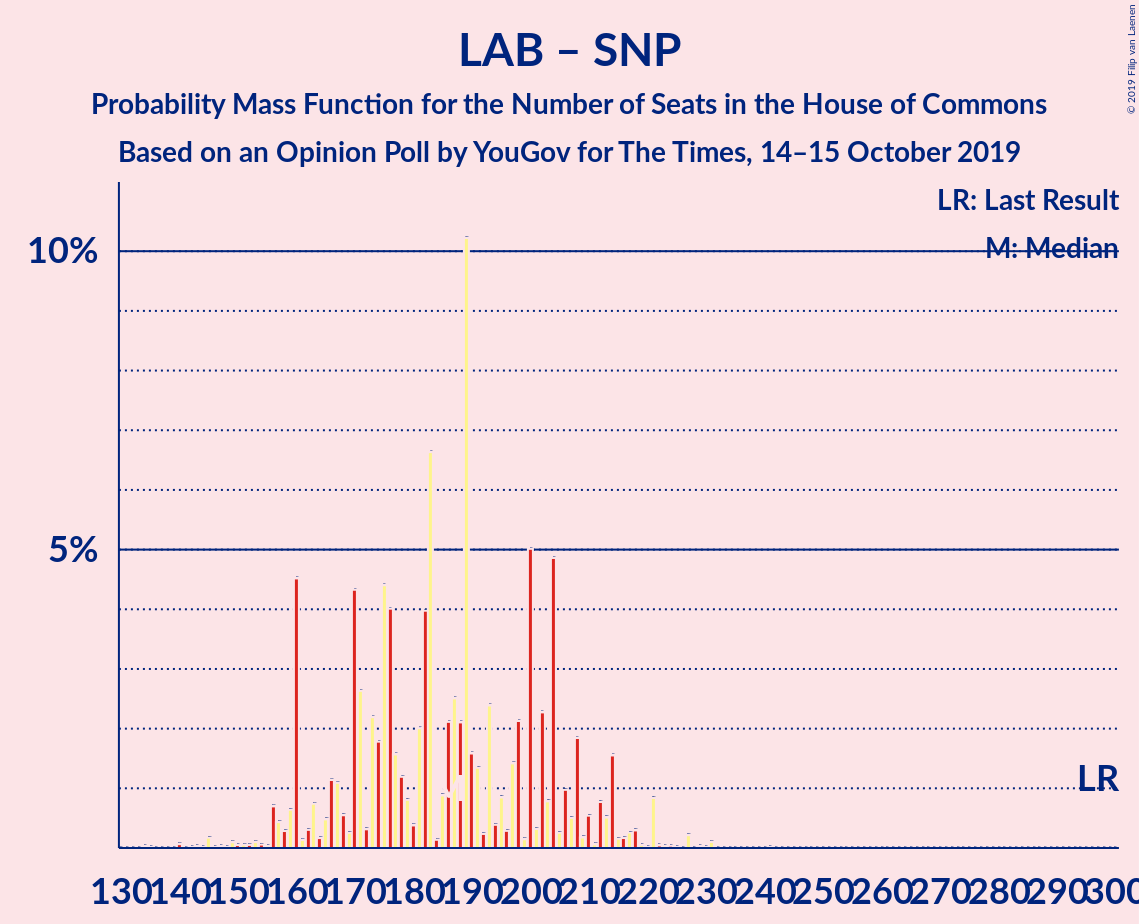 LAB – SNP
Probability Mass Function for the Number of Seats in the House of Commons
Based on an Opinion Poll by YouGov for The Times, 14–15 October 2019
© 2019 Filip van Laenen
LR: Last Result
M: Median
10%
5%
LR
130 140 150 160 170 180 190 200 210 220 230 240 250 260 270 280 290 300